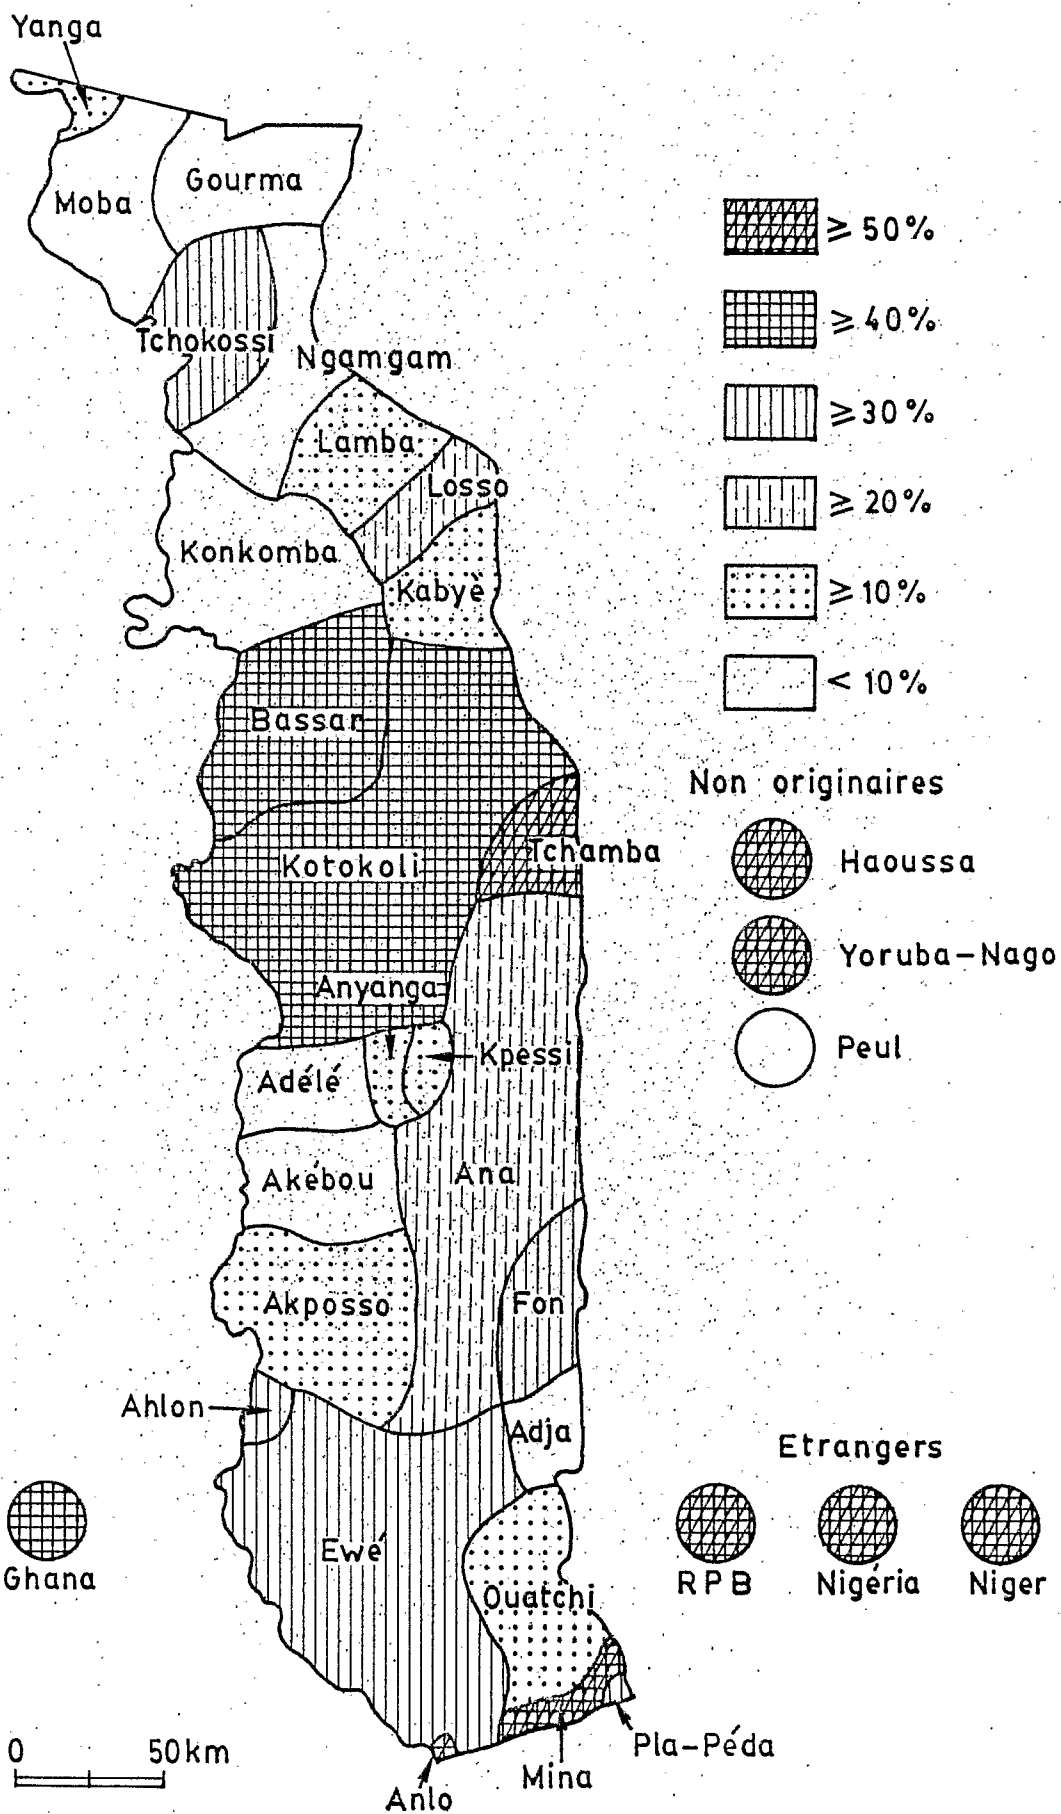 Yanga
Moba
Gourma
Tchokossi
Ngamgam
Lamba
Losso
Konkomba
Kabyè
Bassar
Kotokoli
Tchamba
Anyanga
Kpessi
Adélé
Akébou
Ana
Akposso
Fon
Ahlon
Adja
Ewé
Ouatchi
Pla-Péda
Mina
Anlo
0 50km
⩾ 50%
⩾ 40%
⩾ 30%
⩾ 20%
⩾ 10%
< 10%
Non originaires
Haoussa
Yoruba-Nago
Peul
Etrangers
Ghana
RPB
Nigéria
Niger